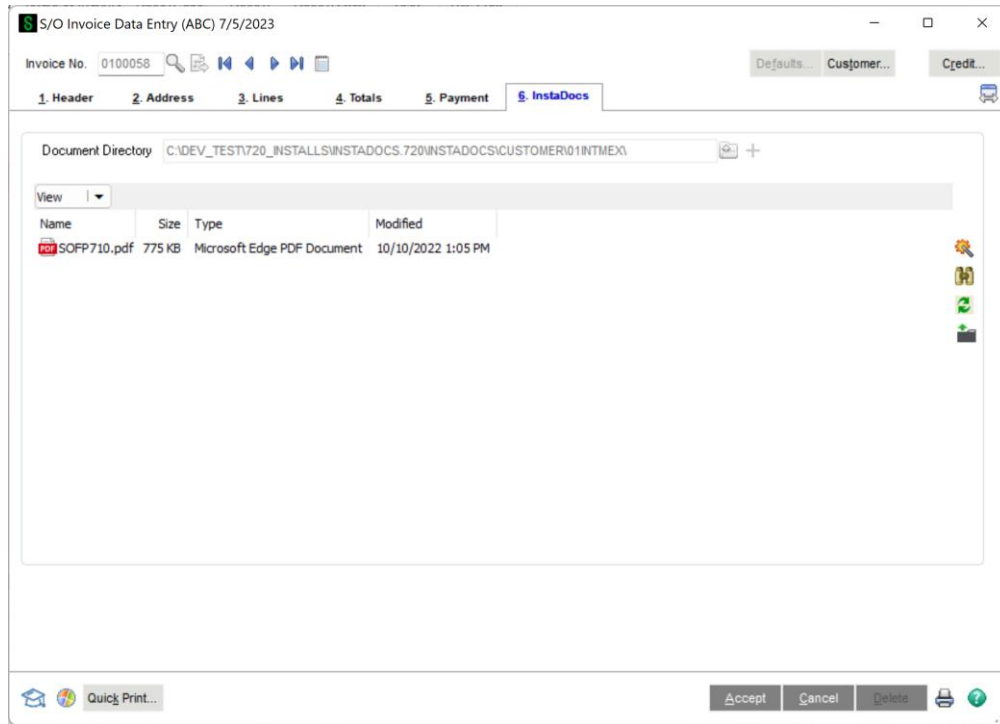 S/O Invoice Data Entry (ABC) 7/5/2023
Invoice No. 0100058 Defaults... Customer... Credit...
1. Header 2. Address 3. Lines 4. Totals 5. Payment 6. InstaDocs
Document Directory C:\DEV_TEST\720_INSTALLS\INSTADOCS.720\INSTADOCS\CUSTOMER\01INTMEX\
View
Name Size Type Modified
PDF SOFP710.pdf 775 KB Microsoft Edge PDF Document 10/10/2022 1:05 PM
Quick Print... Accept Cancel Delete